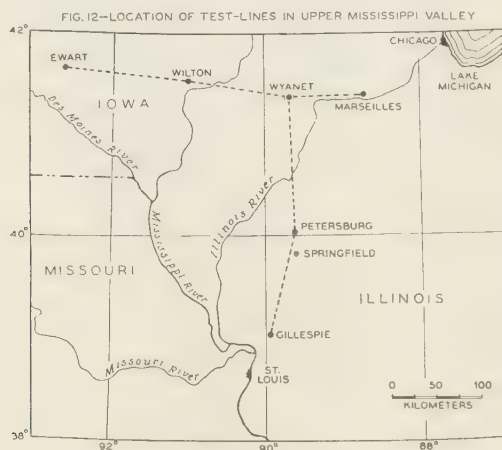 FIG. 12—LOCATION OF TEST-LINES IN UPPER MISSISSIPPI VALLEY
42°
CHICAGO
EWART
WILTON
WYANET
LAKE
MICHIGAN
MARSEILLES
IOWA
Des Moines River
Illinois River
PETERSBURG
40°
SPRINGFIELD
Mississippi River
MISSOURI
ILLINOIS
GILLESPIE
Missouri River
ST.
LOUIS
0 25 50 100
KILOMETERS
38°
92°
90°
88°